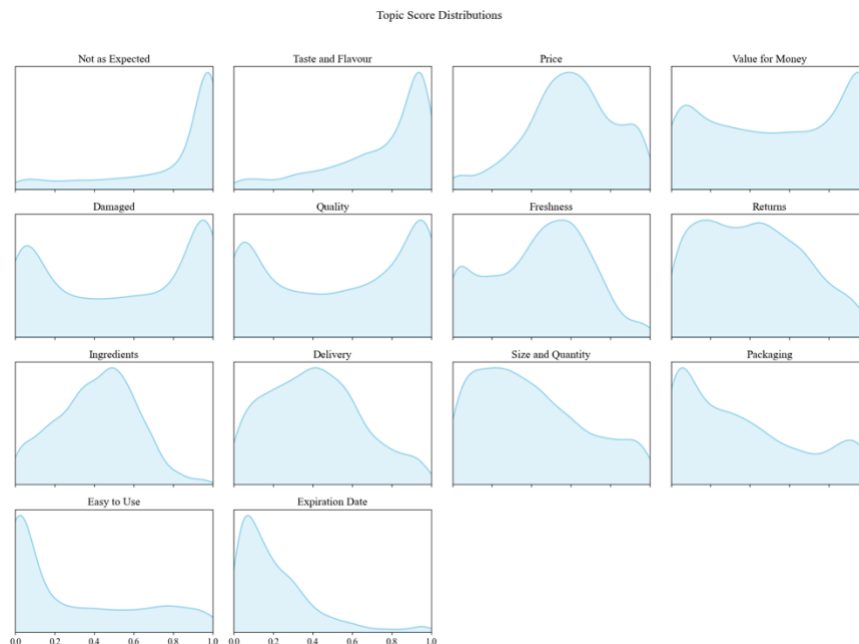 Topic Score Distributions
Not as Expected
Taste and Flavour
Price
Value for Money
Damaged
Quality
Freshness
Returns
Ingredients
Delivery
Size and Quantity
Packaging
Easy to Use
Expiration Date
0.0 0.2 0.4 0.6 0.8 1.0
0.0 0.2 0.4 0.6 0.8 1.0